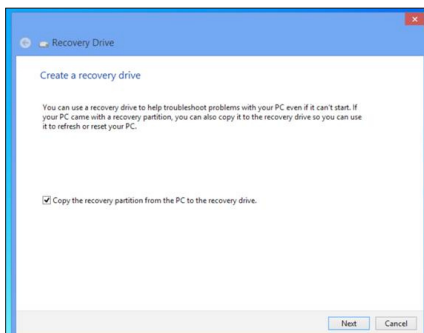 Recovery Drive
Create a recovery drive
You can use a recovery drive to help troubleshoot problems with your PC even if it can't start. If
your PC came with a recovery partition, you can also copy it to the recovery drive so you can use
it to refresh or reset your PC.
Copy the recovery partition from the PC to the recovery drive.
Next Cancel